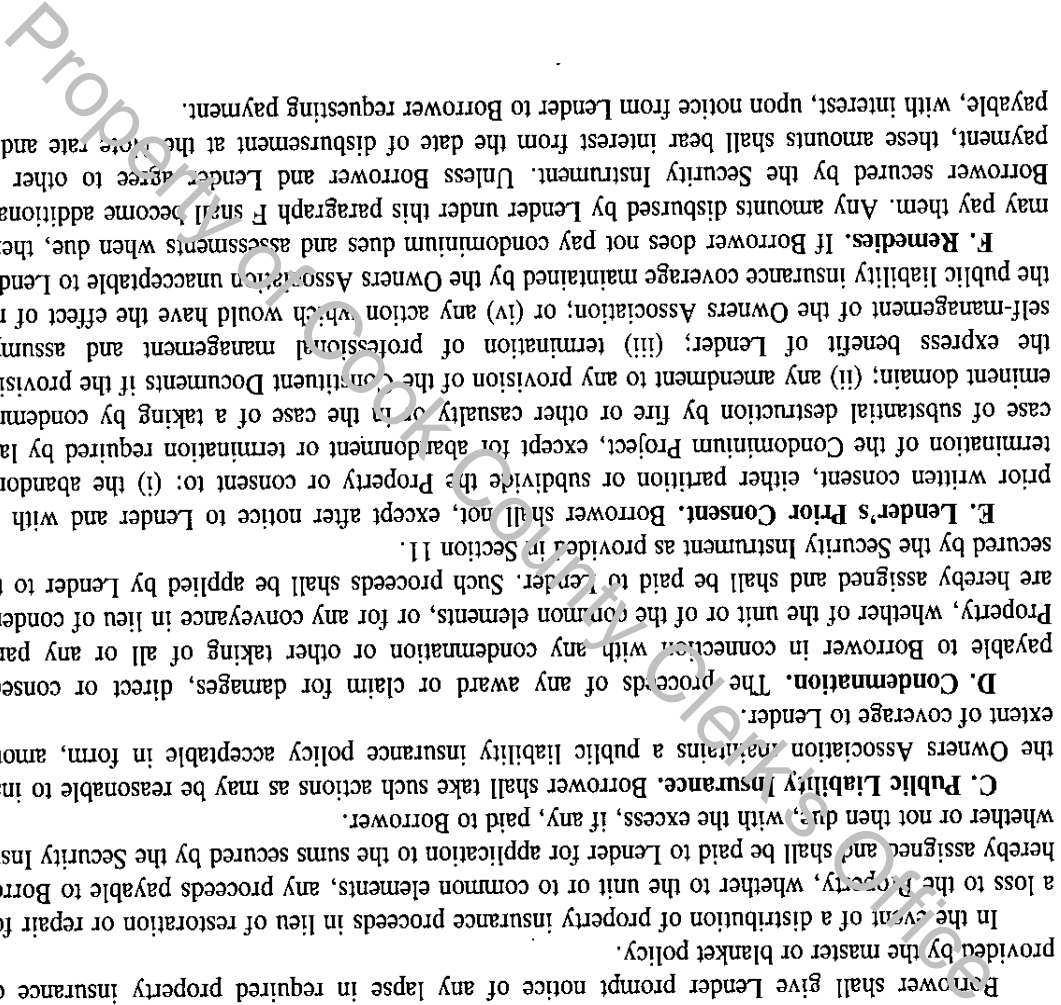 Borrower shall give Lender prompt notice of any lapse in required property insurance
provided by the master or blanket policy.
In the event of a distribution of property insurance proceeds in lieu of restoration or repair
a loss to the Property, whether to the unit or to common elements, any proceeds payable to
hereby assigned and shall be paid to Lender for application to the sums secured by the Security
whether or not then due, with the excess, if any, paid to Borrower.
C. Public Liability Insurance. Borrower shall take such actions as may be reasonable to
the Owners Association maintains a public liability insurance policy acceptable in form,
extent of coverage to Lender.
D. Condemnation. The proceeds of any award or claim for damages, direct or
payable to Borrower in connection with any condemnation or other taking of all or any
Property, whether of the unit or of the common elements, or for any conveyance in lieu of
are hereby assigned and shall be paid to Lender. Such proceeds shall be applied by Lender to
secured by the Security Instrument as provided in Section 11.
E. Lender's Prior Consent. Borrower shall not, except after notice to Lender and with
prior written consent, either partition or subdivide the Property or consent to: (i) the
termination of the Condominium Project, except for abandonment or termination required by
case of substantial destruction by fire or other casualty or in the case of a taking by
eminent domain; (ii) any amendment to any provision of the Constituent Documents if the
the express benefit of Lender; (iii) termination of professional management and
self-management of the Owners Association; or (iv) any action which would have the effect of
the public liability insurance coverage maintained by the Owners Association unacceptable to
F. Remedies. If Borrower does not pay condominium dues and assessments when due,
may pay them. Any amounts disbursed by Lender under this paragraph F shall become
Borrower secured by the Security Instrument. Unless Borrower and Lender agree to other
payment, these amounts shall bear interest from the date of disbursement at the Note rate and
payable, with interest, upon notice from Lender to Borrower requesting payment.
Property of Cook County Clerk's Office